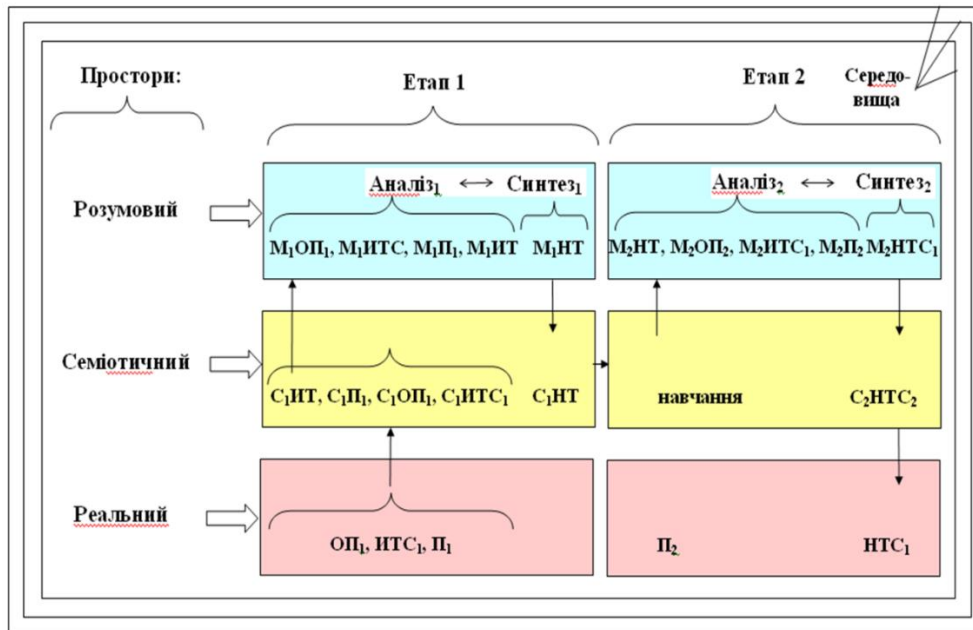 Простори:
Етап 1
Етап 2
Середо-
вища
Розумовий
Аналіз₁ ↔ Синтез₁
М₁ОП₁, М₁ИТС, М₁П₁, М₁ИТ М₁НТ
Аналіз₂ ↔ Синтез₂
М₂НТ, М₂ОП₂, М₂ИТС₁, М₂П₂ М₂НТС₁
Семіотичний
С₁ИТ, С₁П₁, С₁ОП₁, С₁ИТС₁ С₁НТ
навчання С₂НТС₂
Реальний
ОП₁, ИТС₁, П₁
П₂ НТС₁